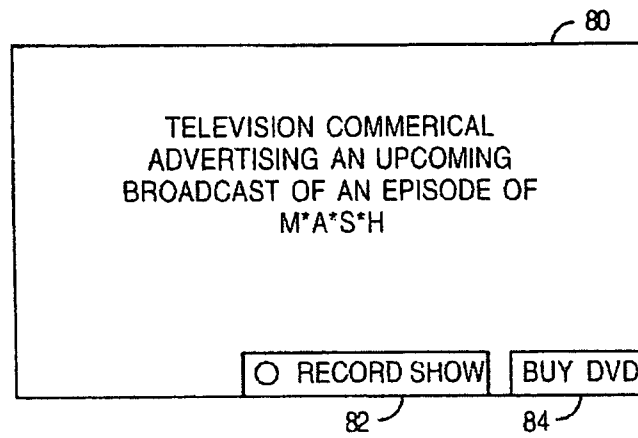 80
TELEVISION COMMERICAL
ADVERTISING AN UPCOMING
BROADCAST OF AN EPISODE OF
M*A*S*H
RECORD SHOW BUY DVD
82 84